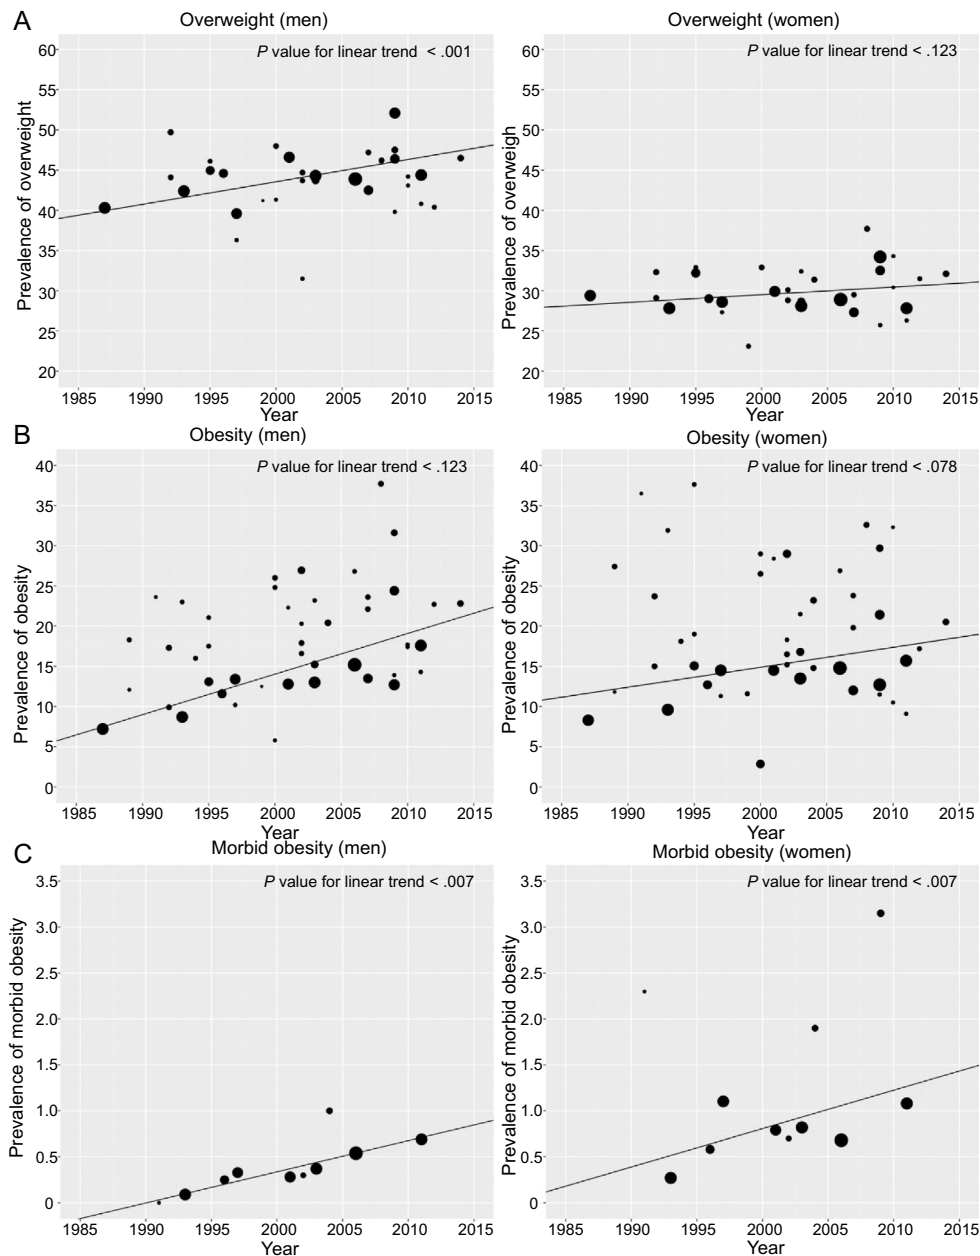 A
Overweight (men)
P value for linear trend < .001
Prevalence of overweight
60
55
50
45
40
35
30
25
20
1985 1990 1995 2000 2005 2010 2015
Year
Overweight (women)
P value for linear trend < .123
Prevalence of overweigh
60
55
50
45
40
35
30
25
20
1985 1990 1995 2000 2005 2010 2015
Year
B
Obesity (men)
P value for linear trend < .123
Prevalence of obesity
40
35
30
25
20
15
10
5
0
1985 1990 1995 2000 2005 2010 2015
Year
Obesity (women)
P value for linear trend < .078
Prevalence of obesity
40
35
30
25
20
15
10
5
0
1985 1990 1995 2000 2005 2010 2015
Year
C
Morbid obesity (men)
P value for linear trend < .007
Prevalence of morbid obesity
3.5
3.0
2.5
2.0
1.5
1.0
0.5
0
1985 1990 1995 2000 2005 2010 2015
Year
Morbid obesity (women)
P value for linear trend < .007
Prevalence of morbid obesity
3.5
3.0
2.5
2.0
1.5
1.0
0.5
0
1985 1990 1995 2000 2005 2010 2015
Year